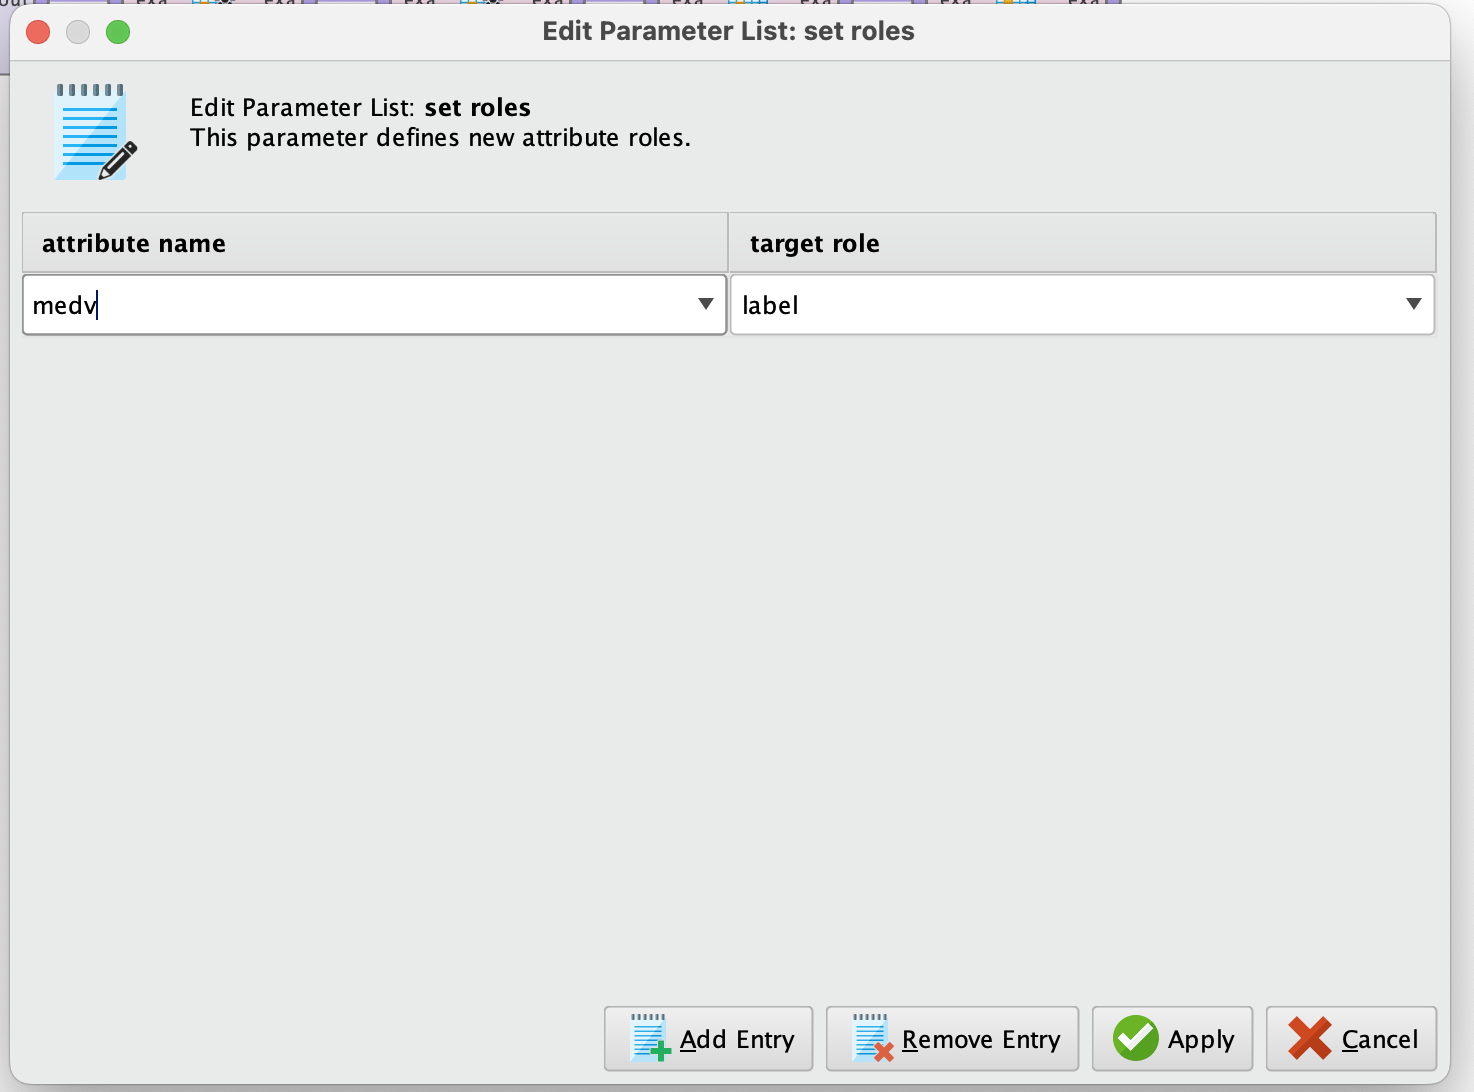 Edit Parameter List: set roles
Edit Parameter List: set roles
This parameter defines new attribute roles.
attribute name
target role
medv
label
Add Entry
Remove Entry
Apply
Cancel